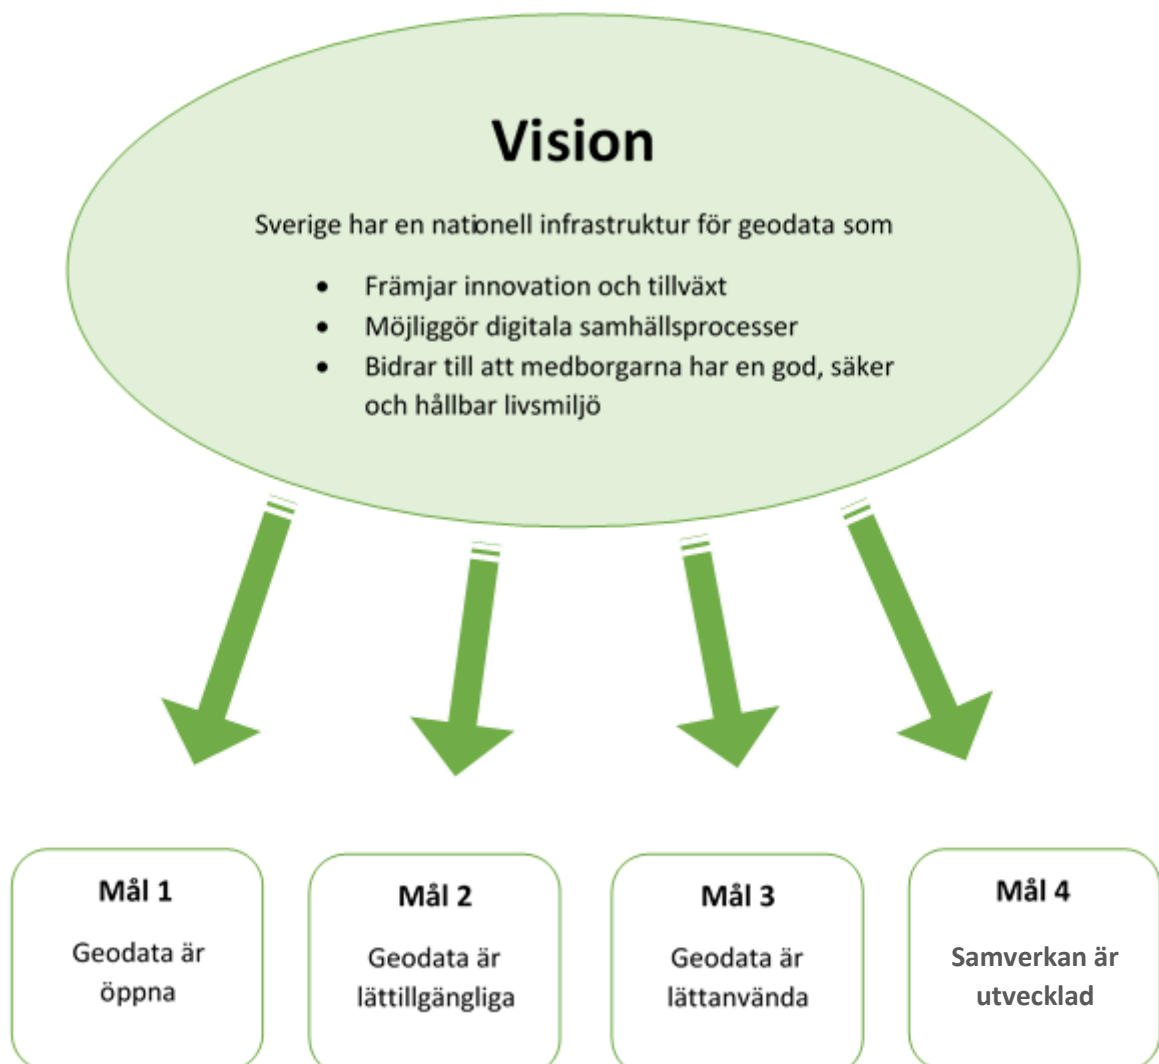 Vision
Sverige har en nationell infrastruktur för geodata som
• Främjar innovation och tillväxt
• Möjliggör digitala samhällsprocesser
• Bidrar till att medborgarna har en god, säker
och hållbar livsmiljö
Mål 1
Geodata är
öppna
Mål 2
Geodata är
lättillgängliga
Mål 3
Geodata är
lättanvända
Mål 4
Samverkan är
utvecklad